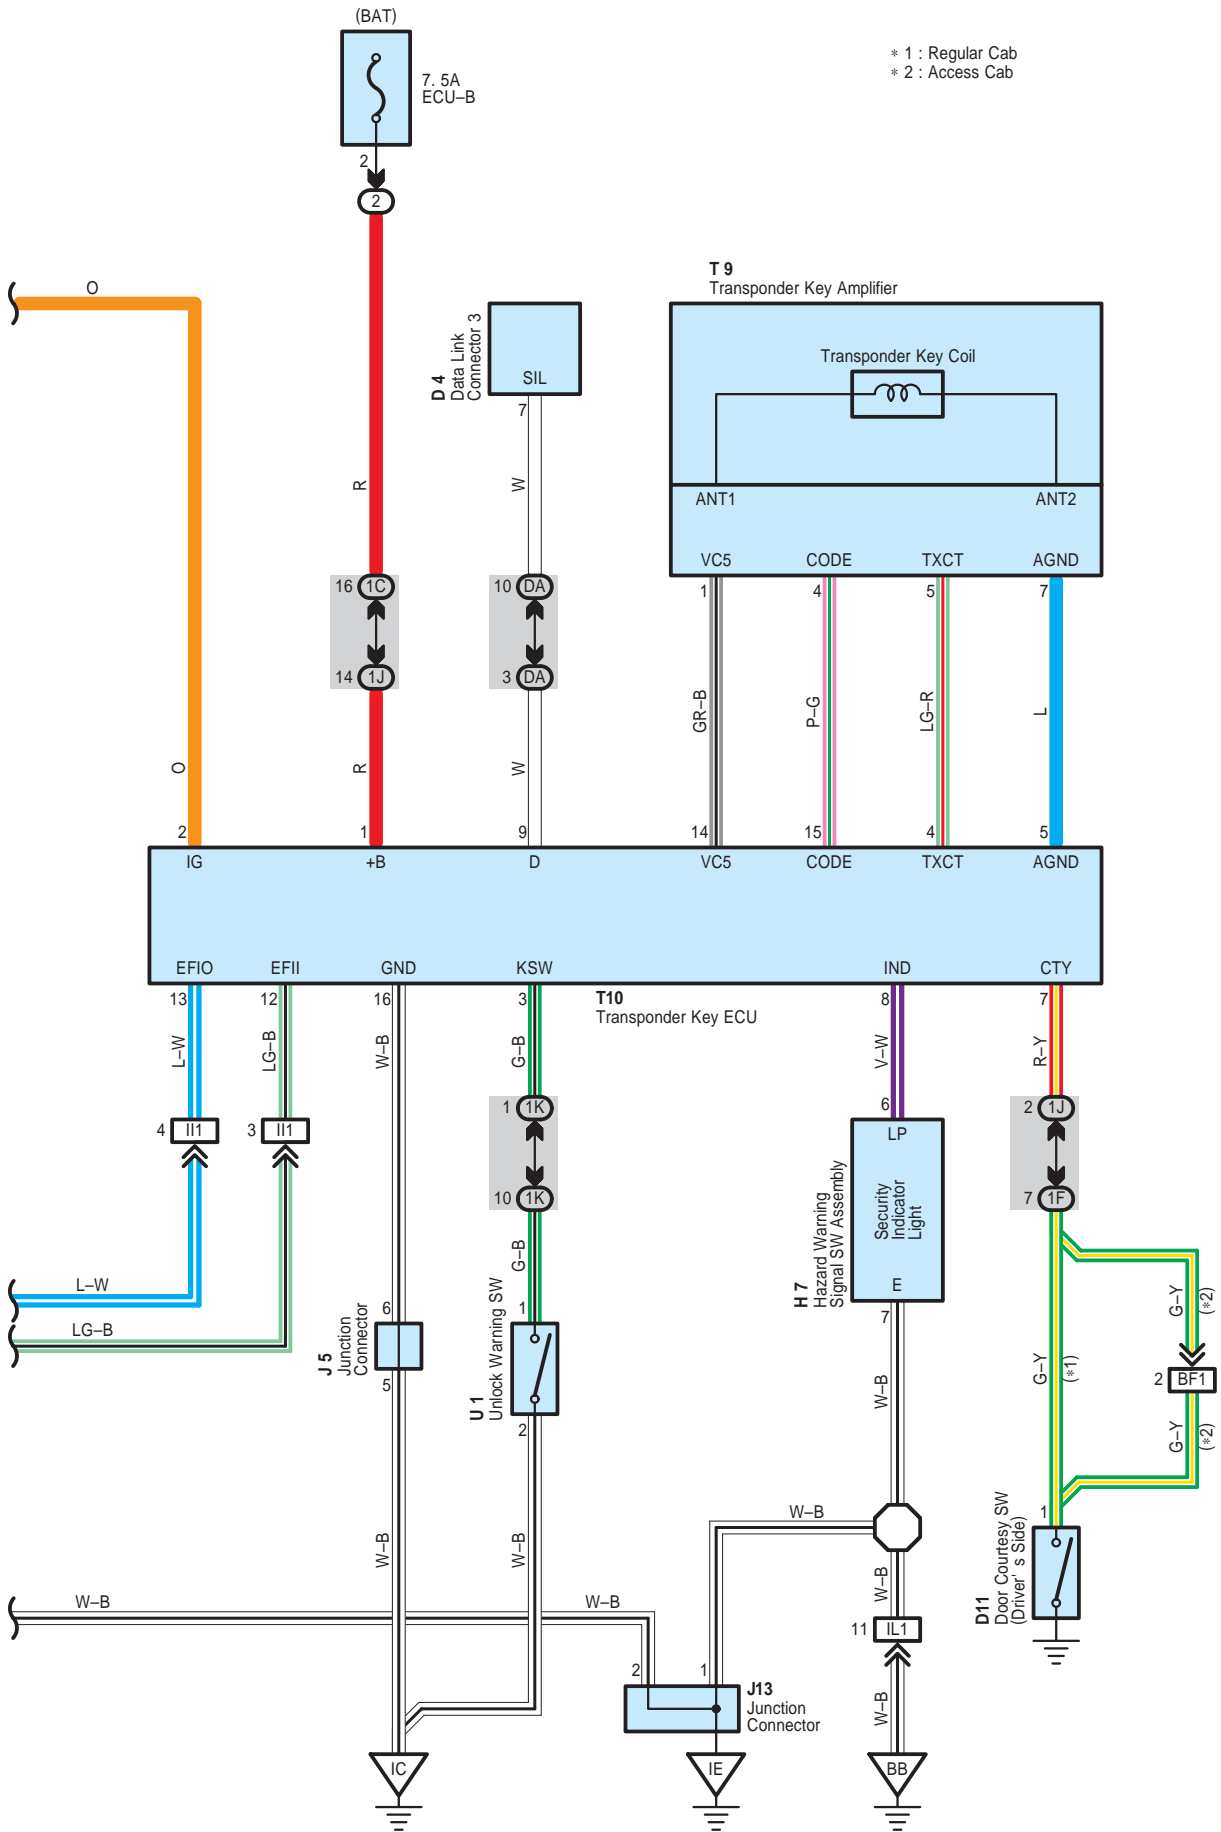 (BAT)
∗ 1 : Regular Cab
∗ 2 : Access Cab
7. 5A
ECU–B
2
2
T 9
Transponder Key Amplifier
O
D 4
Data Link
Connector 3
SIL
7
Transponder Key Coil
ANT1
ANT2
R
W
VC5
CODE
TXCT
AGND
1
4
5
7
16
1C
10
DA
14
1J
3
DA
GR–B
P–G
LG–R
L
O
R
W
2
1
9
14
15
4
5
IG
+B
D
VC5
CODE
TXCT
AGND
EFIO
EFII
GND
KSW
IND
CTY
13
12
16
3
8
7
T10
Transponder Key ECU
L–W
LG–B
W–B
G–B
V–W
R–Y
4
II1
3
II1
1
1K
6
2
1J
LP
10
1K
7
1F
Security
Indicator
Light
H 7
Hazard Warning
Signal SW Assembly
E
7
G–B
L–W
LG–B
J 5
Junction
Connector
6
5
U 1
Unlock Warning SW
1
2
W–B
G–Y
(∗1)
G–Y
(∗2)
2
BF1
G–Y
(∗2)
W–B
W–B
W–B
W–B
1
D11
Door Courtesy SW
(Driver' s Side)
W–B
W–B
11
IL1
2
1
J13
Junction
Connector
W–B
IC
IE
BB